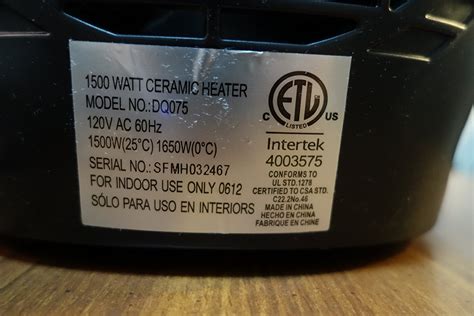 1500 WATT CERAMIC HEATER
MODEL NO.:DQ075
120V AC 60Hz
1500W(25°C) 1650W(0°C)
SERIAL NO.: SFMH032467
FOR INDOOR USE ONLY 0612
SÓLO PARA USO EN INTERIORS
C ETL US
LISTED
Intertek
4003575
CONFORMS TO
UL STD.1278
CERTIFIED TO CSA STD.
C22.2No.46
MADE IN CHINA
HECHO EN CHINA
FABRIQUE EN CHINE